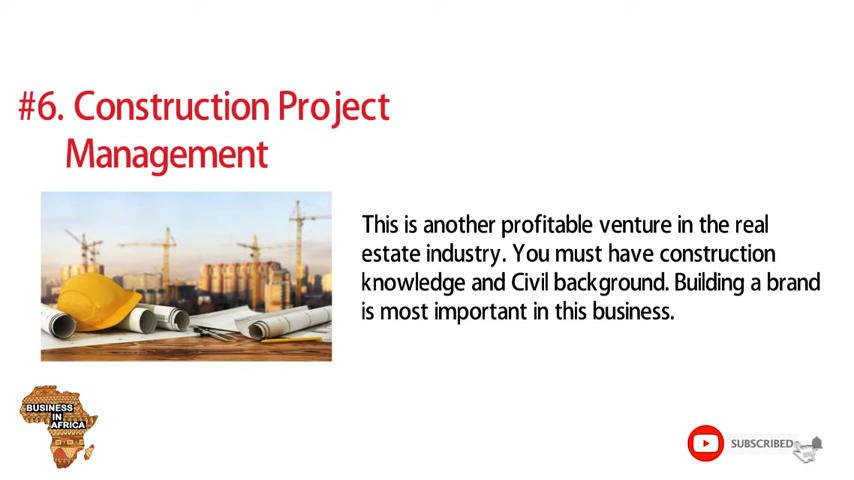 #6. Construction Project
Management
This is another profitable venture in the real
estate industry. You must have construction
knowledge and Civil background. Building a brand
is most important in this business.
BUSINESS
IN
AFRICA
SUBSCRIBED